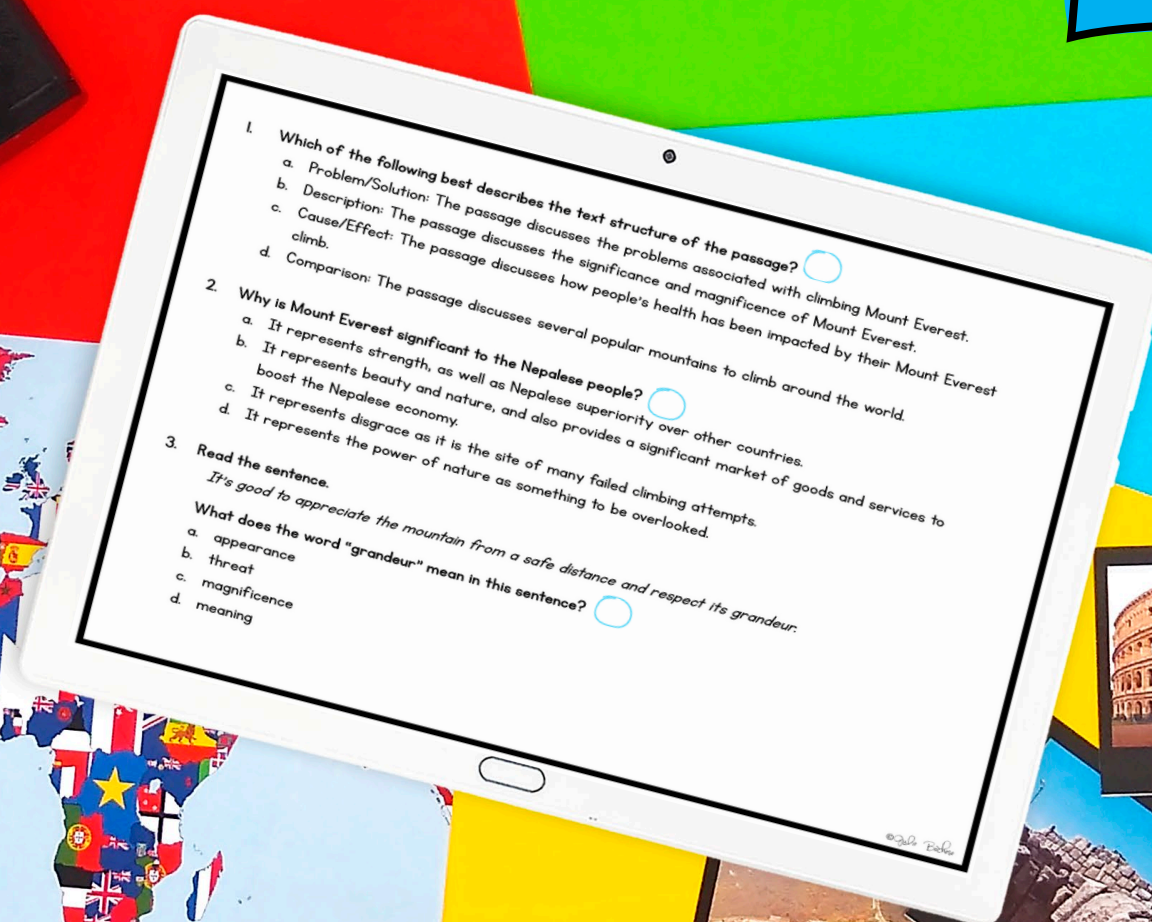 1. Which of the following best describes the text structure of the passage?
a. Problem/Solution: The passage discusses the problems associated with climbing Mount Everest.
b. Description: The passage discusses the significance and magnificence of Mount Everest.
c. Cause/Effect: The passage discusses how people's health has been impacted by their Mount Everest
climb.
d. Comparison: The passage discusses several popular mountains to climb around the world.
2. Why is Mount Everest significant to the Nepalese people?
a. It represents strength, as well as Nepalese superiority over other countries.
b. It represents beauty and nature, and also provides a significant market of goods and services to
boost the Nepalese economy.
c. It represents disgrace as it is the site of many failed climbing attempts.
d. It represents the power of nature as something to be overlooked.
3. Read the sentence.
It's good to appreciate the mountain from a safe distance and respect its grandeur.
What does the word "grandeur" mean in this sentence?
a. appearance
b. threat
c. magnificence
d. meaning